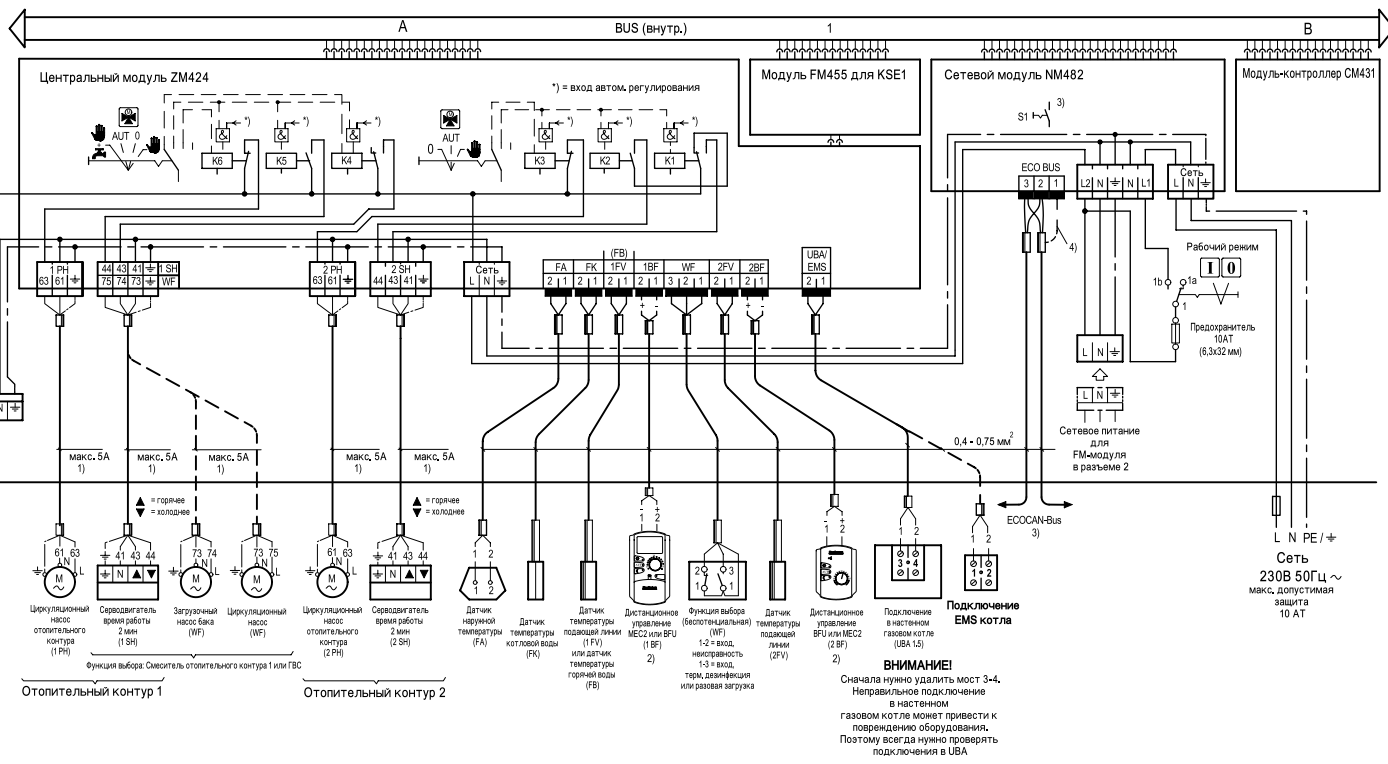 A
BUS (внутр.)
1
B
Центральный модуль ZM424
*) = вход автом. регулирования
AUT 0
*)
*)
*)
K6
K5
K4
AUT
0
*)
*)
*)
K3
K2
K1
Модуль FM455 для KSE1
Сетевой модуль NM482
S1
3)
ECO BUS
3 2 1
L2 N N L1
Сеть
L N
Модуль-контроллер CM431
4)
Рабочий режим
I 0
1b
1a
1
Предохранитель
10AT
(6,3x32 мм)
L N
L N
Сетевое питание
для
FM-модуля
в разъеме 2
1 PH
63 61
44 43 41 1 SH
75 74 73 WF
2 PH
63 61
2 SH
44 43 41
Сеть
L N
FA
2 1
FK
2 1
(FB)
1FV
2 1
1BF
2 1
WF
3 2 1
2FV
2 1
2BF
2 1
UBA/
EMS
2 1
+ -
+ -
N
0,4 - 0,75 мм2
макс. 5A
1)
макс. 5A
1)
макс. 5A
1)
макс. 5A
1)
макс. 5A
1)
= горячее
= холоднее
= горячее
= холоднее
ECOCAN-Bus
3)
L N PE /
Сеть
230В 50Гц ~
макс. допустимая
защита
10 AT
61 63
N L
M
~
Циркуляционный
насос
отопительного
контура
(1 PH)
41 43 44
N
Серводвигатель
время работы
2 мин
(1 SH)
73 74
N L
M
~
Загрузочный
насос бака
(WF)
73 75
N L
M
~
Циркуляционный
насос
(WF)
61 63
N L
M
~
Циркуляционный
насос
отопительного
контура
(2 PH)
41 43 44
N
Серводвигатель
время работы
2 мин
(2 SH)
1 2
1 2
Датчик
наружной
температуры
(FA)
Датчик
температуры
котловой воды
(FK)
Датчик
температуры
подающей линии
(1 FV)
или датчик
температуры
горячей воды
(FB)
- +
1 2
Дистанционное
управление
MEC2 или BFU
(1 BF)
2)
2 3
1
Функция выбора
(беспотенциальная)
(WF)
1-2 = вход,
неисправность
1-3 = вход,
терм. дезинфекция
или разовая загрузка
Датчик
температуры
подающей
линии
(2FV)
- +
1 2
Дистанционное
управление
BFU или MEC2
(2 BF)
2)
1 2
3 4
Подключение
в настенном
газовом котле
(UBA 1.5)
1 2
1 2
Подключение
EMS котла
Функция выбора: Смеситель отопительного контура 1 или ГВС
Отопительный контур 1
Отопительный контур 2
ВНИМАНИЕ!
Сначала нужно удалить мост 3-4.
Неправильное подключение
в настенном
газовом котле может привести к
повреждению оборудования.
Поэтому всегда нужно проверять
подключения в UBA